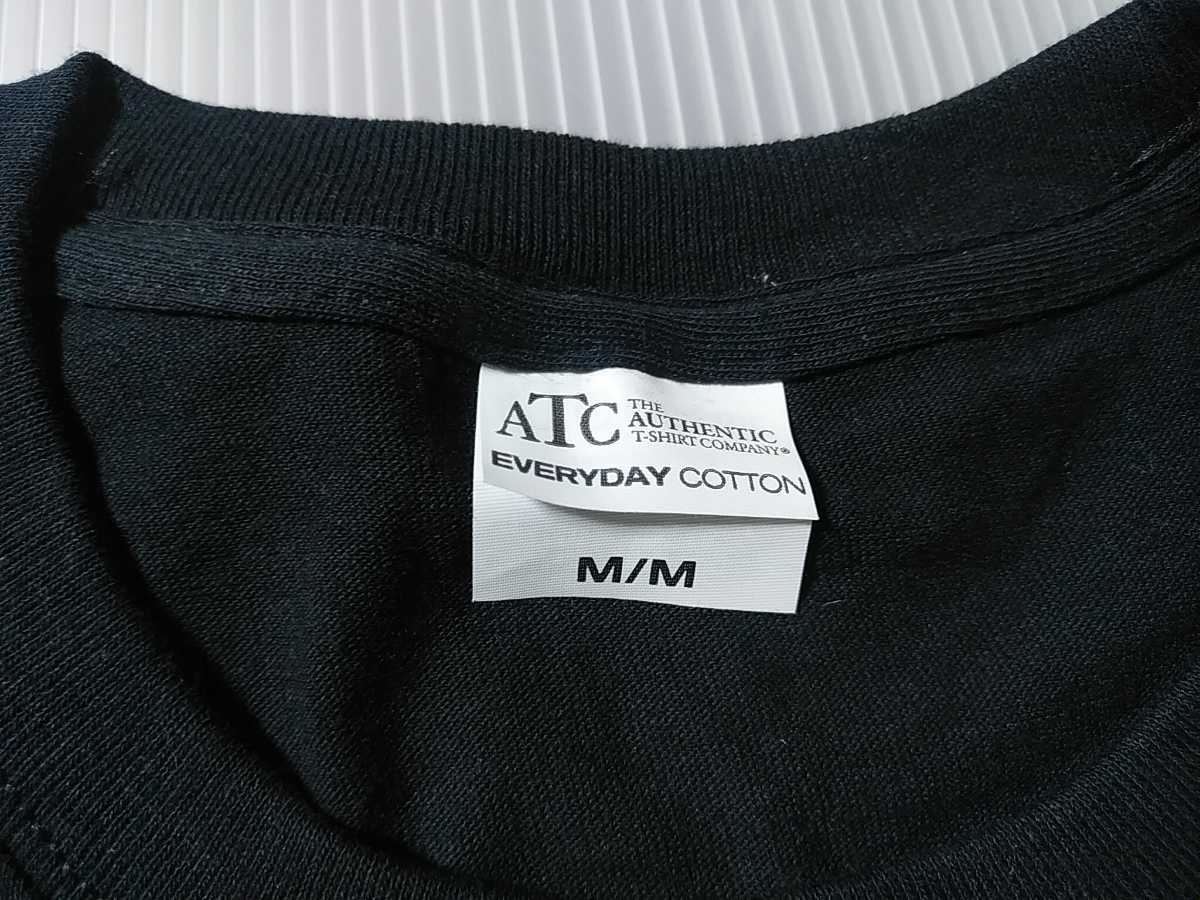 ATC THE
AUTHENTIC
T-SHIRT COMPANY®
EVERYDAY COTTON
M/M